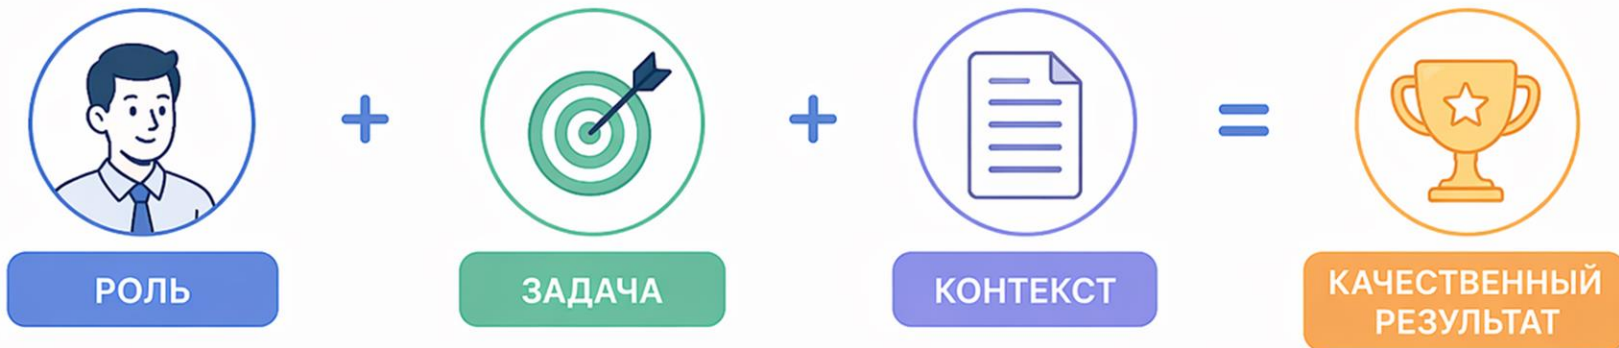 РОЛЬ
ЗАДАЧА
КОНТЕКСТ
КАЧЕСТВЕННЫЙ
РЕЗУЛЬТАТ